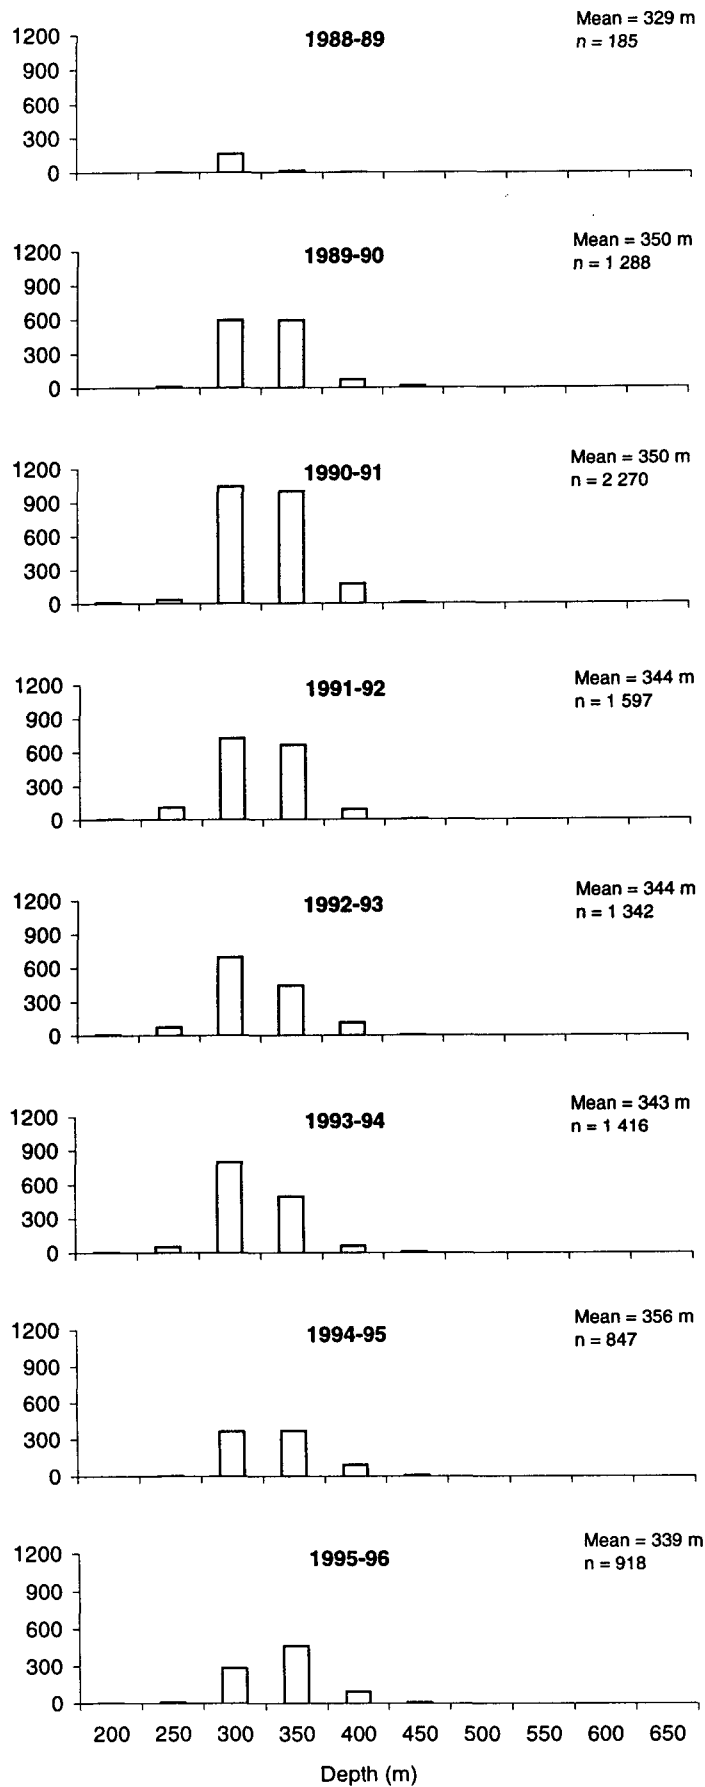 Mean = 329 m
1988-89
n = 185
1200
900
600
300
0
Mean = 350 m
1989-90
n = 1 288
1200
900
600
300
0
Mean = 350 m
1990-91
n = 2 270
1200
900
600
300
0
Mean = 344 m
1991-92
n = 1 597
1200
900
600
300
0
Mean = 344 m
1992-93
n = 1 342
1200
900
600
300
0
Mean = 343 m
1993-94
n = 1 416
1200
900
600
300
0
Mean = 356 m
1994-95
n = 847
1200
900
600
300
0
Mean = 339 m
1995-96
n = 918
1200
900
600
300
0
200 250 300 350 400 450 500 550 600 650
Depth (m)